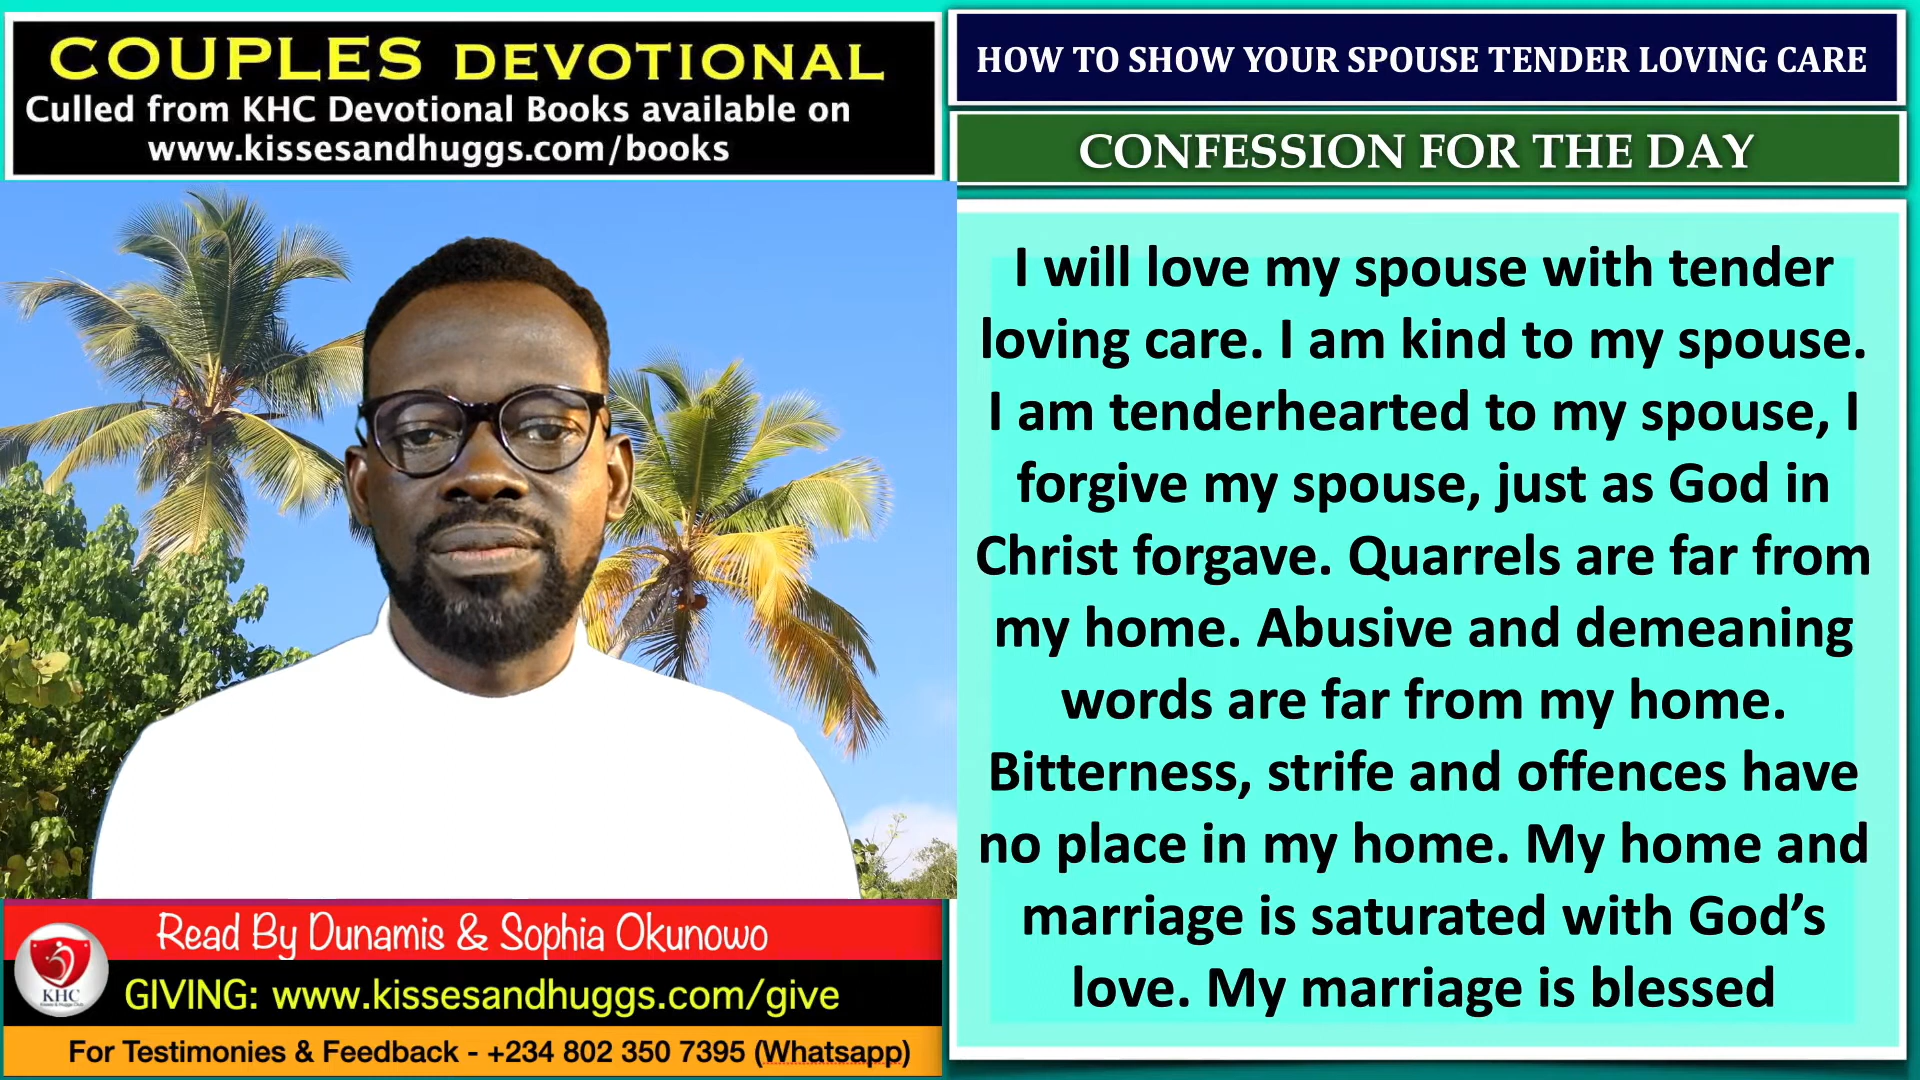 COUPLES DEVOTIONAL
Culled from KHC Devotional Books available on
www.kissesandhuggs.com/books
HOW TO SHOW YOUR SPOUSE TENDER LOVING CARE
CONFESSION FOR THE DAY
I will love my spouse with tender
loving care. I am kind to my spouse.
I am tenderhearted to my spouse, I
forgive my spouse, just as God in
Christ forgave. Quarrels are far from
my home. Abusive and demeaning
words are far from my home.
Bitterness, strife and offences have
no place in my home. My home and
marriage is saturated with God’s
love. My marriage is blessed
Read By Dunamis & Sophia Okunowo
KHC
GIVING: www.kissesandhuggs.com/give
For Testimonies & Feedback - +234 802 350 7395 (Whatsapp)